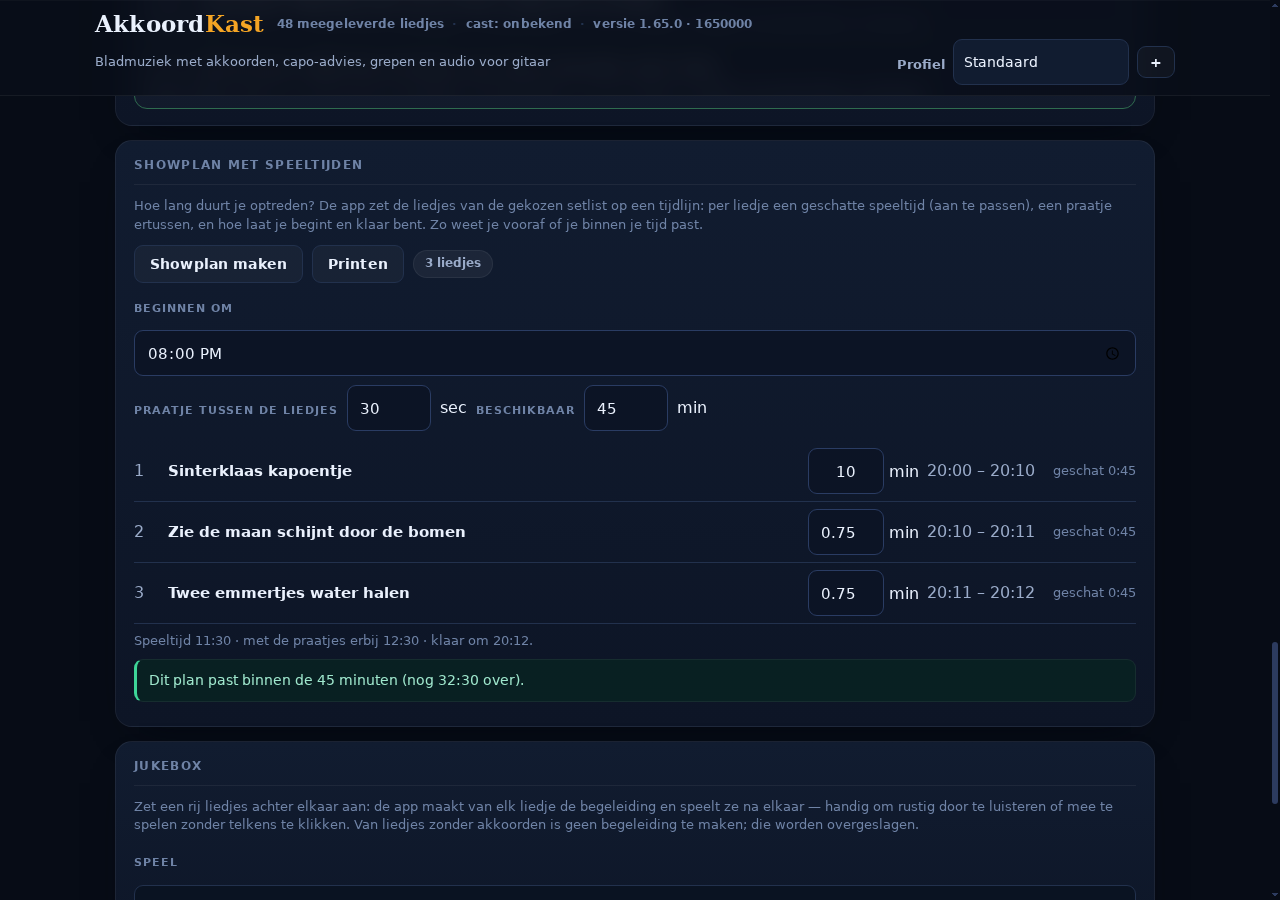 AkkoordKast 48 meegeleverde liedjes · cast: onbekend · versie 1.65.0 · 1650000
Bladmuziek met akkoorden, capo-advies, grepen en audio voor gitaar
Profiel Standaard +
SHOWPLAN MET SPEELTIJDEN
Hoe lang duurt je optreden? De app zet de liedjes van de gekozen setlist op een tijdlijn: per liedje een geschatte speeltijd (aan te passen), een praatje
ertussen, en hoe laat je begint en klaar bent. Zo weet je vooraf of je binnen je tijd past.
Showplan maken Printen 3 liedjes
BEGINNEN OM
08:00 PM
PRAATJE TUSSEN DE LIEDJES 30 sec BESCHIKBAAR 45 min
1 Sinterklaas kapoentje 10 min 20:00 – 20:10 geschat 0:45
2 Zie de maan schijnt door de bomen 0.75 min 20:10 – 20:11 geschat 0:45
3 Twee emmertjes water halen 0.75 min 20:11 – 20:12 geschat 0:45
Speeltijd 11:30 · met de praatjes erbij 12:30 · klaar om 20:12.
Dit plan past binnen de 45 minuten (nog 32:30 over).
JUKEBOX
Zet een rij liedjes achter elkaar aan: de app maakt van elk liedje de begeleiding en speelt ze na elkaar — handig om rustig door te luisteren of mee te
spelen zonder telkens te klikken. Van liedjes zonder akkoorden is geen begeleiding te maken; die worden overgeslagen.
SPEEL